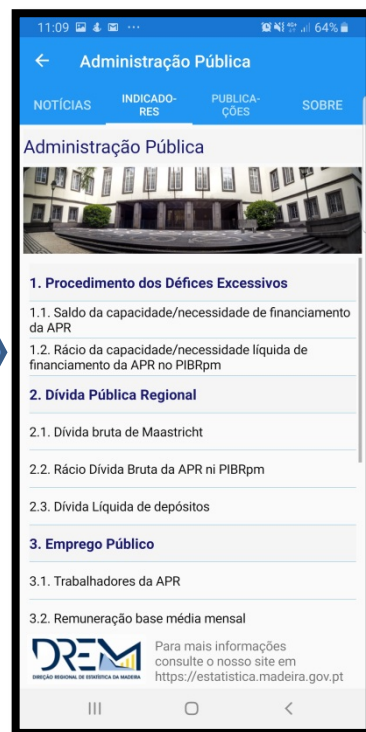 11:09
64%
Administração Pública
NOTÍCIAS
INDICADO-
RES
PUBLICA-
ÇÕES
SOBRE
Administração Pública
1. Procedimento dos Défices Excessivos
1.1. Saldo da capacidade/necessidade de financiamento
da APR
1.2. Rácio da capacidade/necessidade líquida de
financiamento da APR no PIBRpm
2. Dívida Pública Regional
2.1. Dívida bruta de Maastricht
2.2. Rácio Dívida Bruta da APR ni PIBRpm
2.3. Dívida Líquida de depósitos
3. Emprego Público
3.1. Trabalhadores da APR
3.2. Remuneração base média mensal
DREM
DIREÇÃO REGIONAL DE ESTATÍSTICA DA MADEIRA
Para mais informações
consulte o nosso site em
https://estatistica.madeira.gov.pt